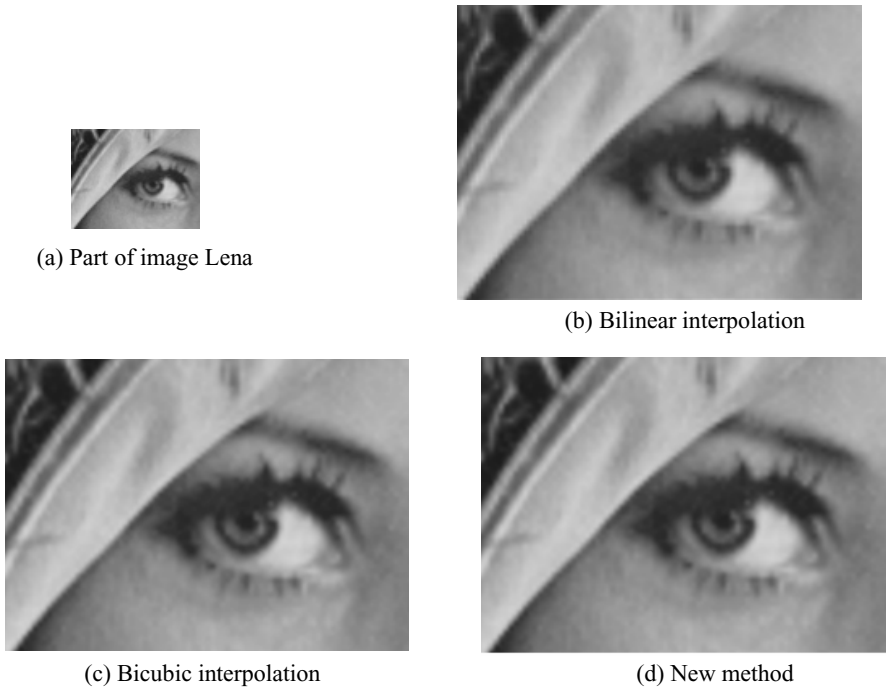 (a) Part of image Lena
(b) Bilinear interpolation
(c) Bicubic interpolation
(d) New method